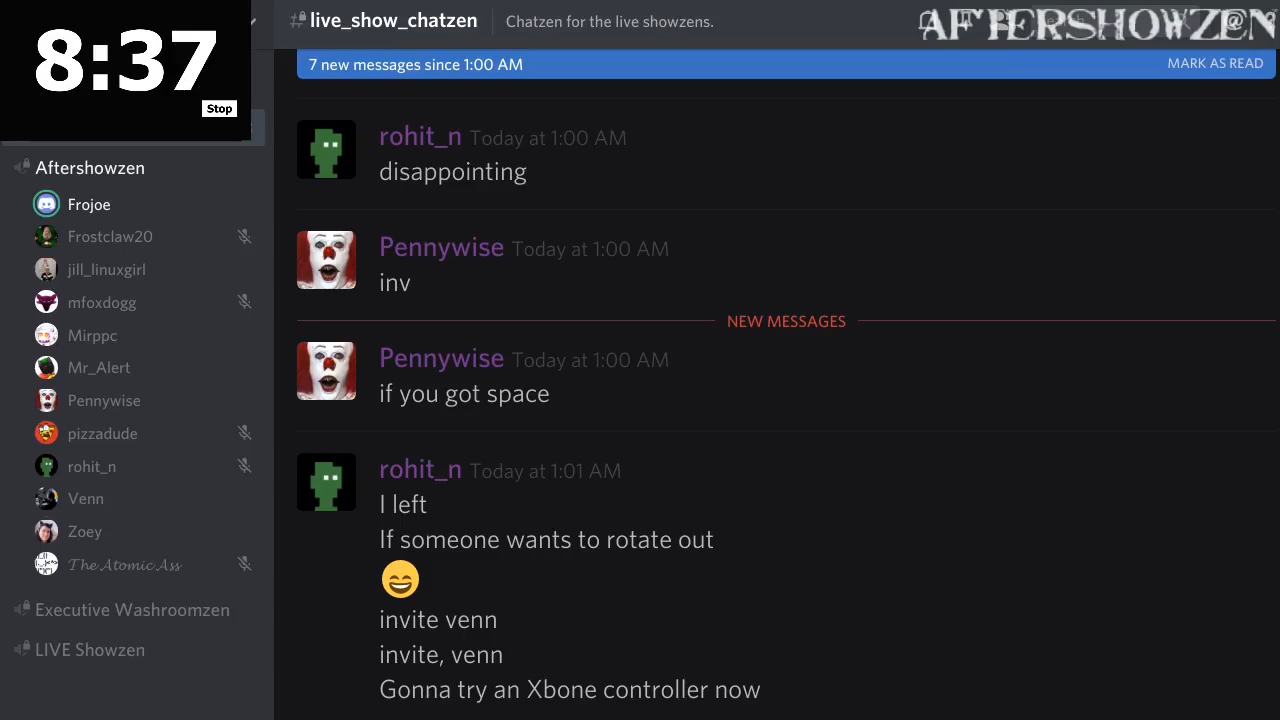 8:37
Stop
live_show_chatzen
Chatzen for the live showzens.
AFTERSHOWZEN
7 new messages since 1:00 AM
MARK AS READ
Aftershowzen
Frojoe
Frostclaw20
jill_linuxgirl
mfoxdogg
Mirppc
Mr_Alert
Pennywise
pizzadude
rohit_n
Venn
Zoey
𝓣𝓱𝓮 𝓐𝓽𝓸𝓶𝓲𝓬 𝓐𝓼𝓼
Executive Washroomzen
LIVE Showzen
rohit_n Today at 1:00 AM
disappointing
Pennywise Today at 1:00 AM
inv
NEW MESSAGES
Pennywise Today at 1:00 AM
if you got space
rohit_n Today at 1:01 AM
I left
If someone wants to rotate out
😄
invite venn
invite, venn
Gonna try an Xbone controller now